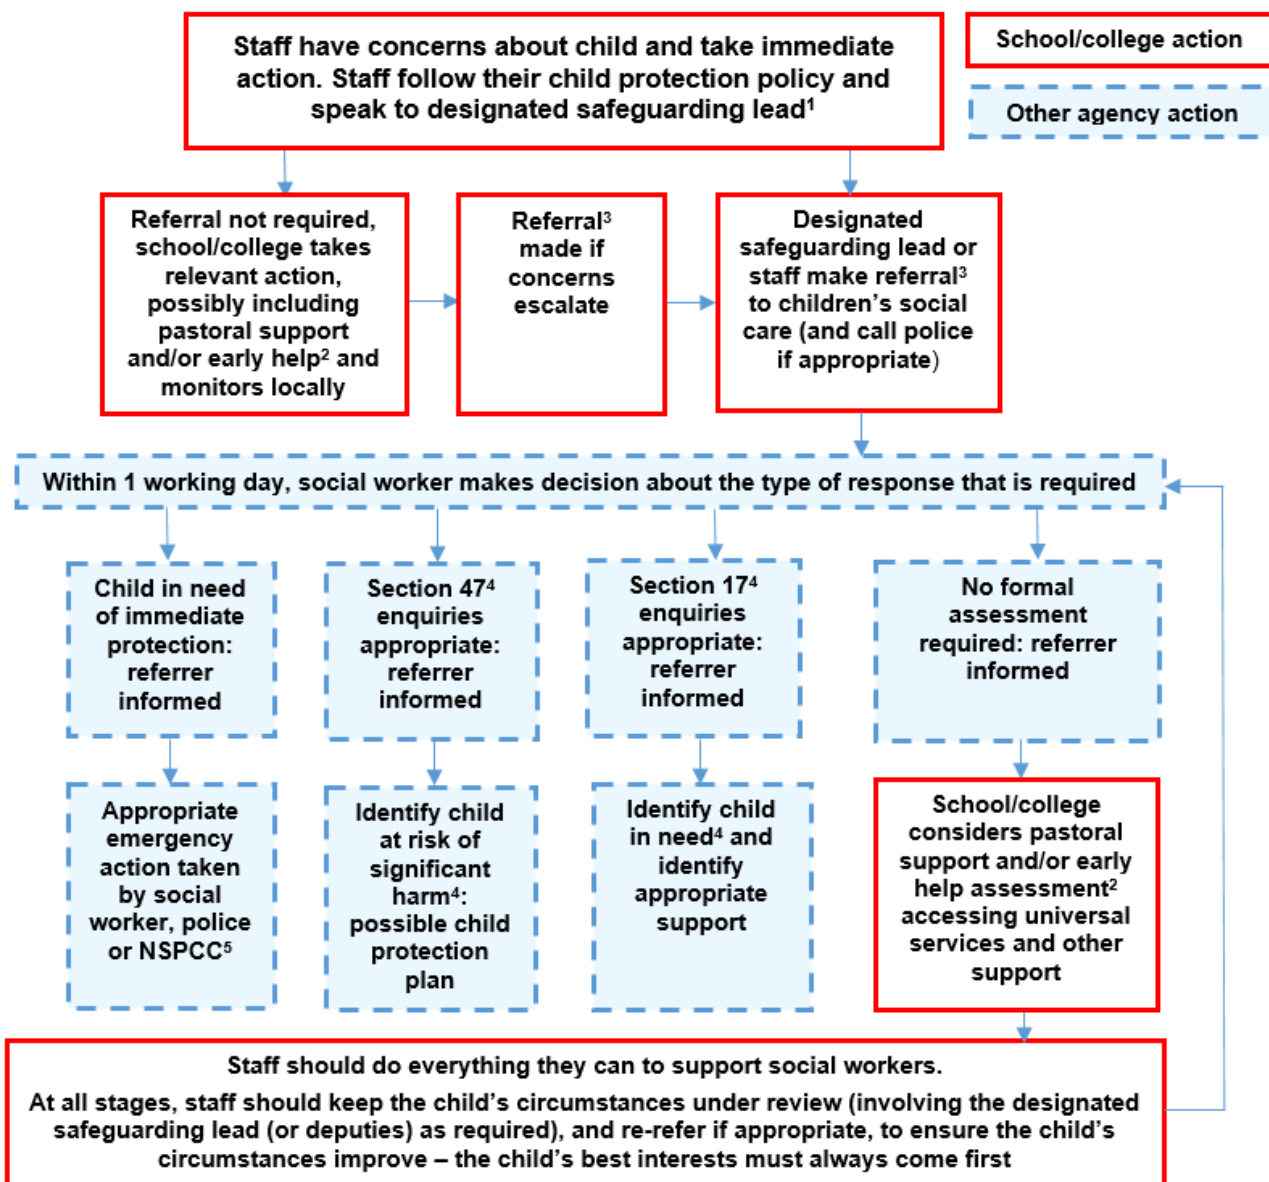 Staff have concerns about child and take immediate
action. Staff follow their child protection policy and
speak to designated safeguarding lead¹
School/college action
Other agency action
Referral not required,
school/college takes
relevant action,
possibly including
pastoral support
and/or early help² and
monitors locally
Referral³
made if
concerns
escalate
Designated
safeguarding lead or
staff make referral³
to children’s social
care (and call police
if appropriate)
Within 1 working day, social worker makes decision about the type of response that is required
Child in need
of immediate
protection:
referrer
informed
Section 47⁴
enquiries
appropriate:
referrer
informed
Section 17⁴
enquiries
appropriate:
referrer
informed
No formal
assessment
required: referrer
informed
Appropriate
emergency
action taken
by social
worker, police
or NSPCC⁵
Identify child
at risk of
significant
harm⁴:
possible child
protection
plan
Identify child
in need⁴ and
identify
appropriate
support
School/college
considers pastoral
support and/or early
help assessment²
accessing universal
services and other
support
Staff should do everything they can to support social workers.
At all stages, staff should keep the child’s circumstances under review (involving the designated
safeguarding lead (or deputies) as required), and re-refer if appropriate, to ensure the child’s
circumstances improve – the child’s best interests must always come first